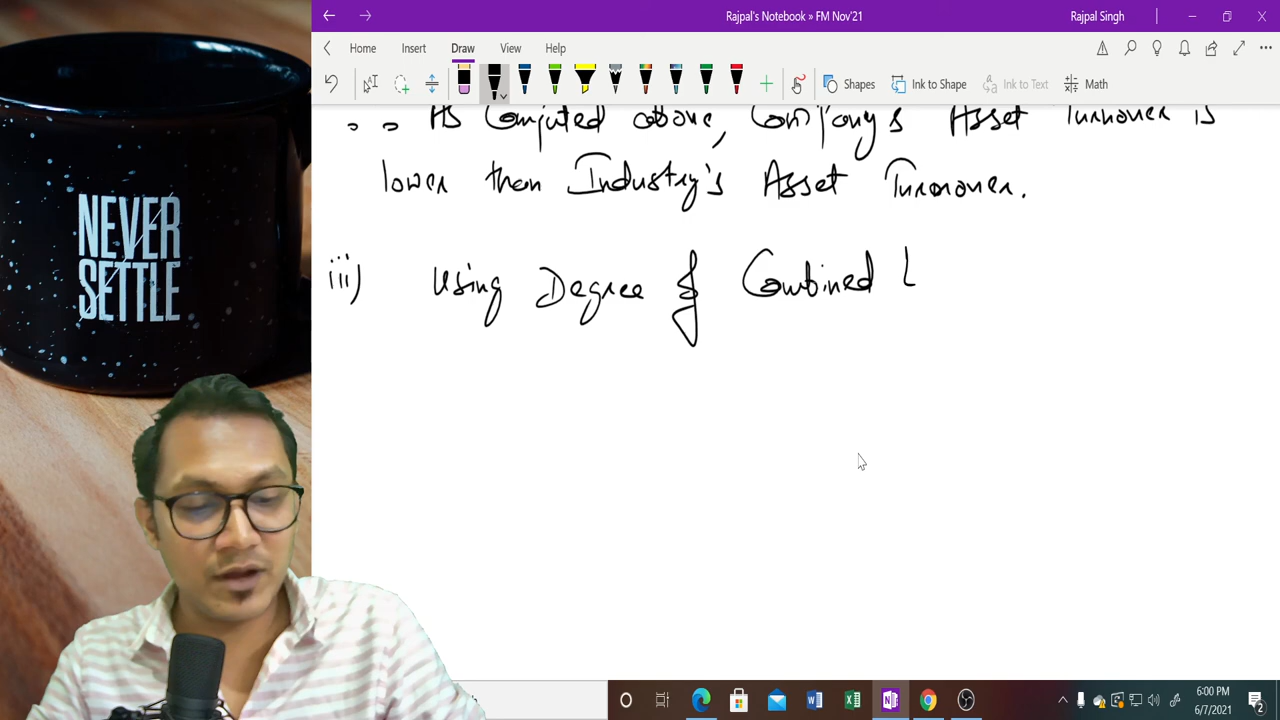 Rajpal's Notebook » FM Nov'21
Rajpal Singh
Home Insert Draw View Help
Shapes Ink to Shape Ink to Text Math
∴ As Computed above, Company's Asset Turnover is
lower than Industry's Asset Turnover.
iii) Using Degree of Combined L
NEVER
SETTLE
6:00 PM
6/7/2021
2